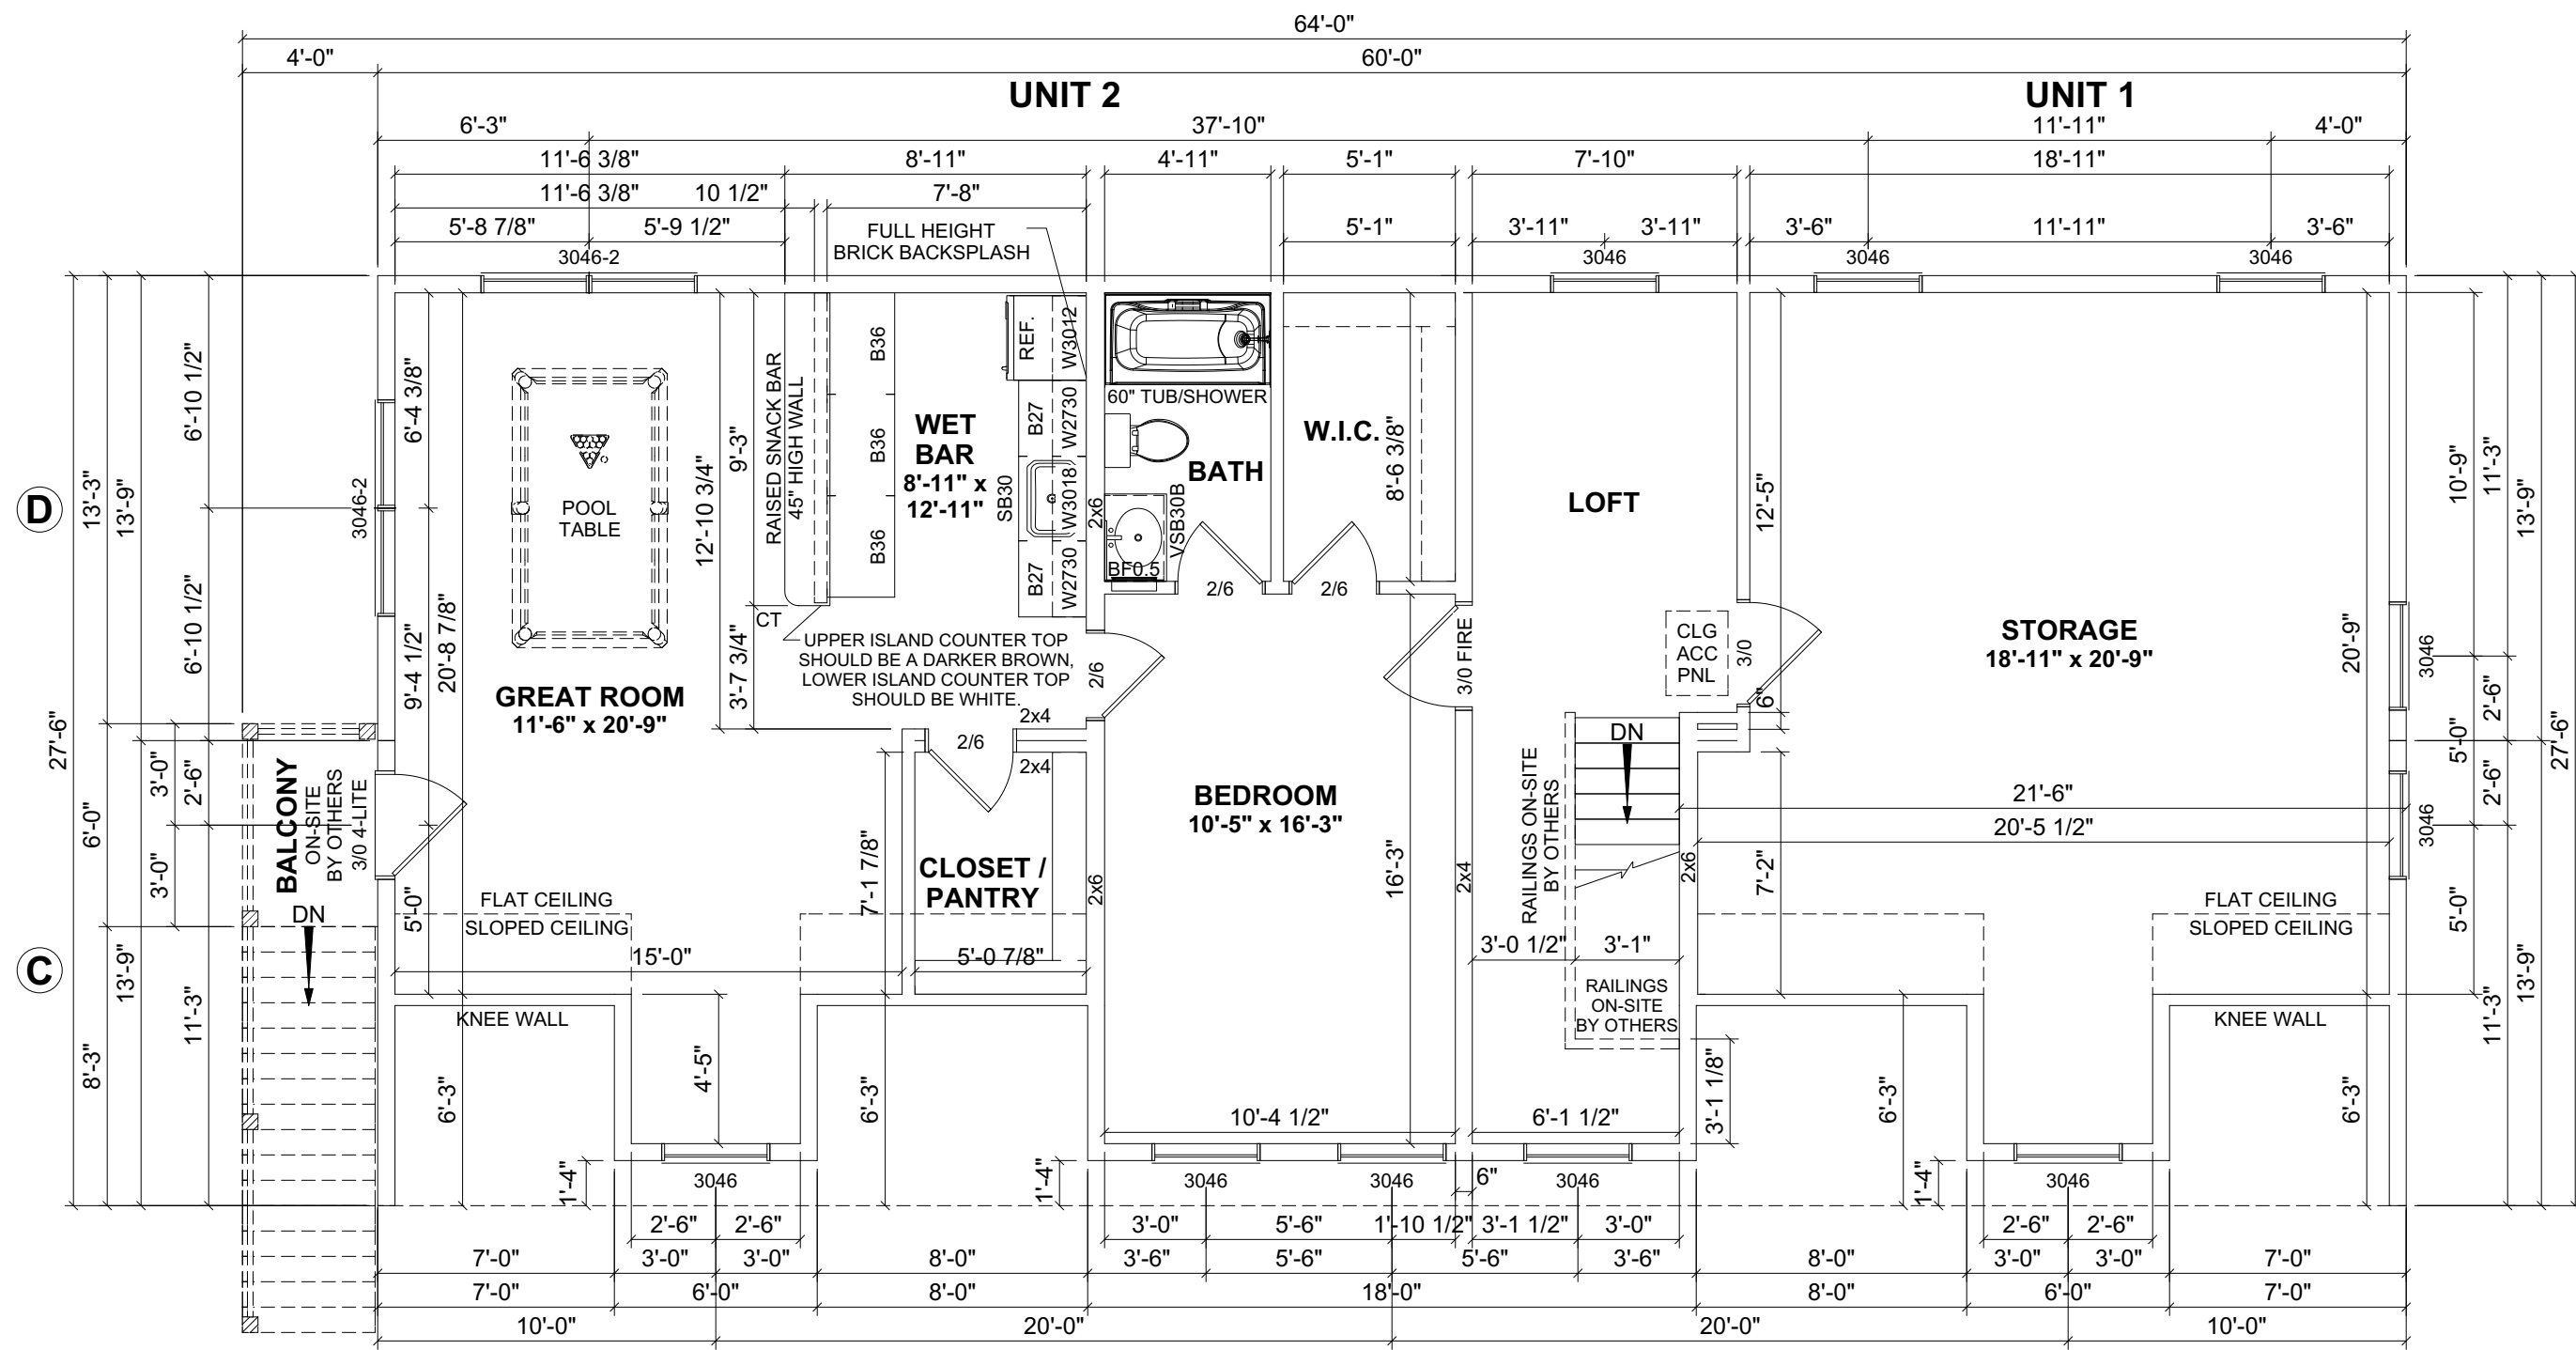 64'-0"
4'-0"
60'-0"
UNIT 2
UNIT 1
6'-3"
37'-10"
11'-11"
4'-0"
11'-6 3/8"
8'-11"
4'-11"
5'-1"
7'-10"
18'-11"
11'-6 3/8"
10 1/2"
7'-8"
5'-8 7/8"
5'-9 1/2"
FULL HEIGHT
BRICK BACKSPLASH
5'-1"
3'-11"
3'-11"
3'-6"
11'-11"
3'-6"
3046-2
3046
3046
3046
27'-6"
13'-3"
13'-9"
6'-10 1/2"
6'-10 1/2"
3046-2
6'-4 3/8"
9'-4 1/2"
20'-8 7/8"
POOL
TABLE
12'-10 3/4"
9'-3"
3'-7 3/4"
RAISED SNACK BAR
45" HIGH WALL
B36
B36
B36
WET
BAR
8'-11" x
12'-11"
REF.
W3012
B27
W2730
SB30
W3018
B27
W2730
2x6
60" TUB/SHOWER
BATH
VSB30B
BF0.5
2/6
W.I.C.
8'-6 3/8"
2/6
LOFT
12'-5"
CLG
ACC
PNL
3/0
6"
3/0 FIRE
STORAGE
18'-11" x 20'-9"
20'-9"
3046
3046
10'-9"
11'-3"
13'-9"
2'-6"
5'-0"
2'-6"
27'-6"
5'-0"
11'-3"
13'-9"
D
C
CT
UPPER ISLAND COUNTER TOP
SHOULD BE A DARKER BROWN,
LOWER ISLAND COUNTER TOP
SHOULD BE WHITE.
2/6
2x4
2/6
2x4
GREAT ROOM
11'-6" x 20'-9"
BALCONY
ON-SITE
BY OTHERS
3/0 4-LITE
DN
3'-0"
2'-6"
6'-0"
3'-0"
13'-9"
11'-3"
8'-3"
5'-0"
FLAT CEILING
SLOPED CEILING
7'-1 7/8"
CLOSET /
PANTRY
2x6
15'-0"
5'-0 7/8"
KNEE WALL
BEDROOM
10'-5" x 16'-3"
16'-3"
2x4
RAILINGS ON-SITE
BY OTHERS
DN
2x6
3'-0 1/2"
3'-1"
RAILINGS
ON-SITE
BY OTHERS
7'-2"
21'-6"
20'-5 1/2"
FLAT CEILING
SLOPED CEILING
KNEE WALL
6'-3"
4'-5"
6'-3"
10'-4 1/2"
6'-1 1/2"
3'-1 1/8"
6'-3"
6'-3"
1'-4"
3046
1'-4"
3046
3046
6"
3046
1'-4"
3046
2'-6"
2'-6"
3'-0"
5'-6"
1'-10 1/2"
3'-1 1/2"
3'-0"
2'-6"
2'-6"
7'-0"
3'-0"
3'-0"
8'-0"
3'-6"
5'-6"
5'-6"
3'-6"
8'-0"
3'-0"
3'-0"
7'-0"
7'-0"
6'-0"
8'-0"
18'-0"
8'-0"
6'-0"
7'-0"
10'-0"
20'-0"
20'-0"
10'-0"